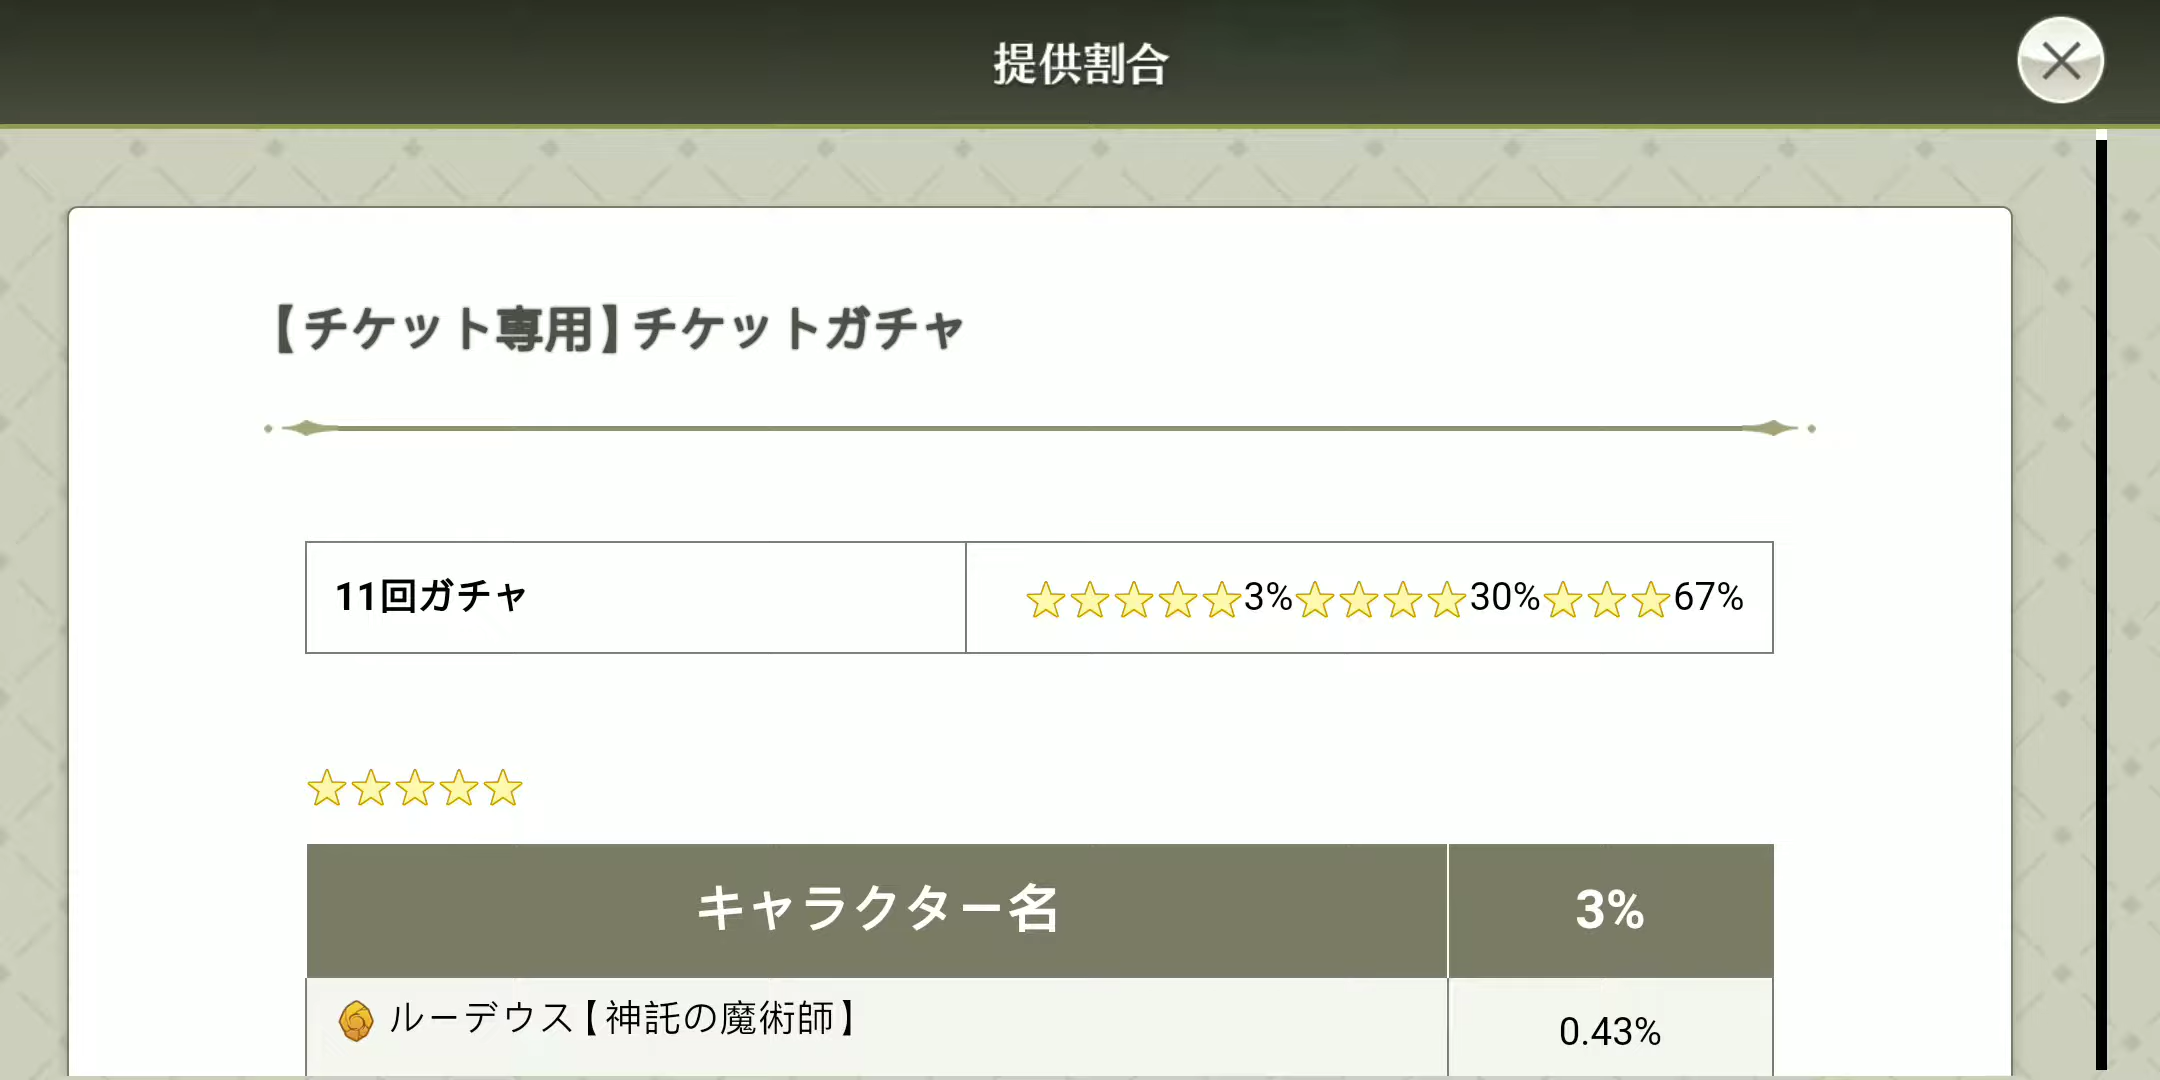 提供割合
【チケット専用】チケットガチャ
11回ガチャ ☆☆☆☆☆3%☆☆☆☆30%☆☆☆67%
☆☆☆☆☆
キャラクター名 3%
ルーデウス【神託の魔術師】 0.43%